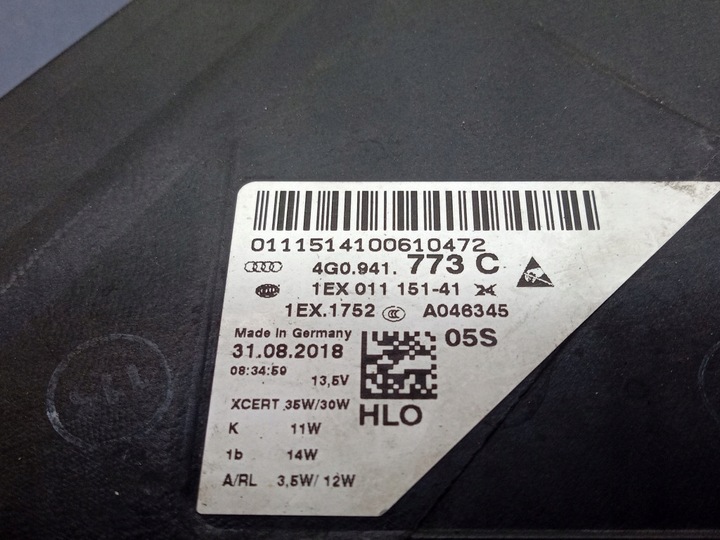 0111514100610472
4G0.941. 773 C
1EX 011 151-41
1EX.1752 CCC A046345
Made in Germany
05S
31.08.2018
08:34:59
13,5V
XCERT 35W/30W
HLO
K 11W
1b 14W
A/RL 3,5W/ 12W